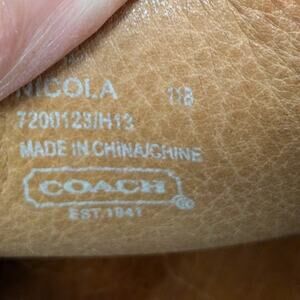 NICOLA 11B
7200123/H13
MADE IN CHINA/CHINE
COACH
EST. 1941